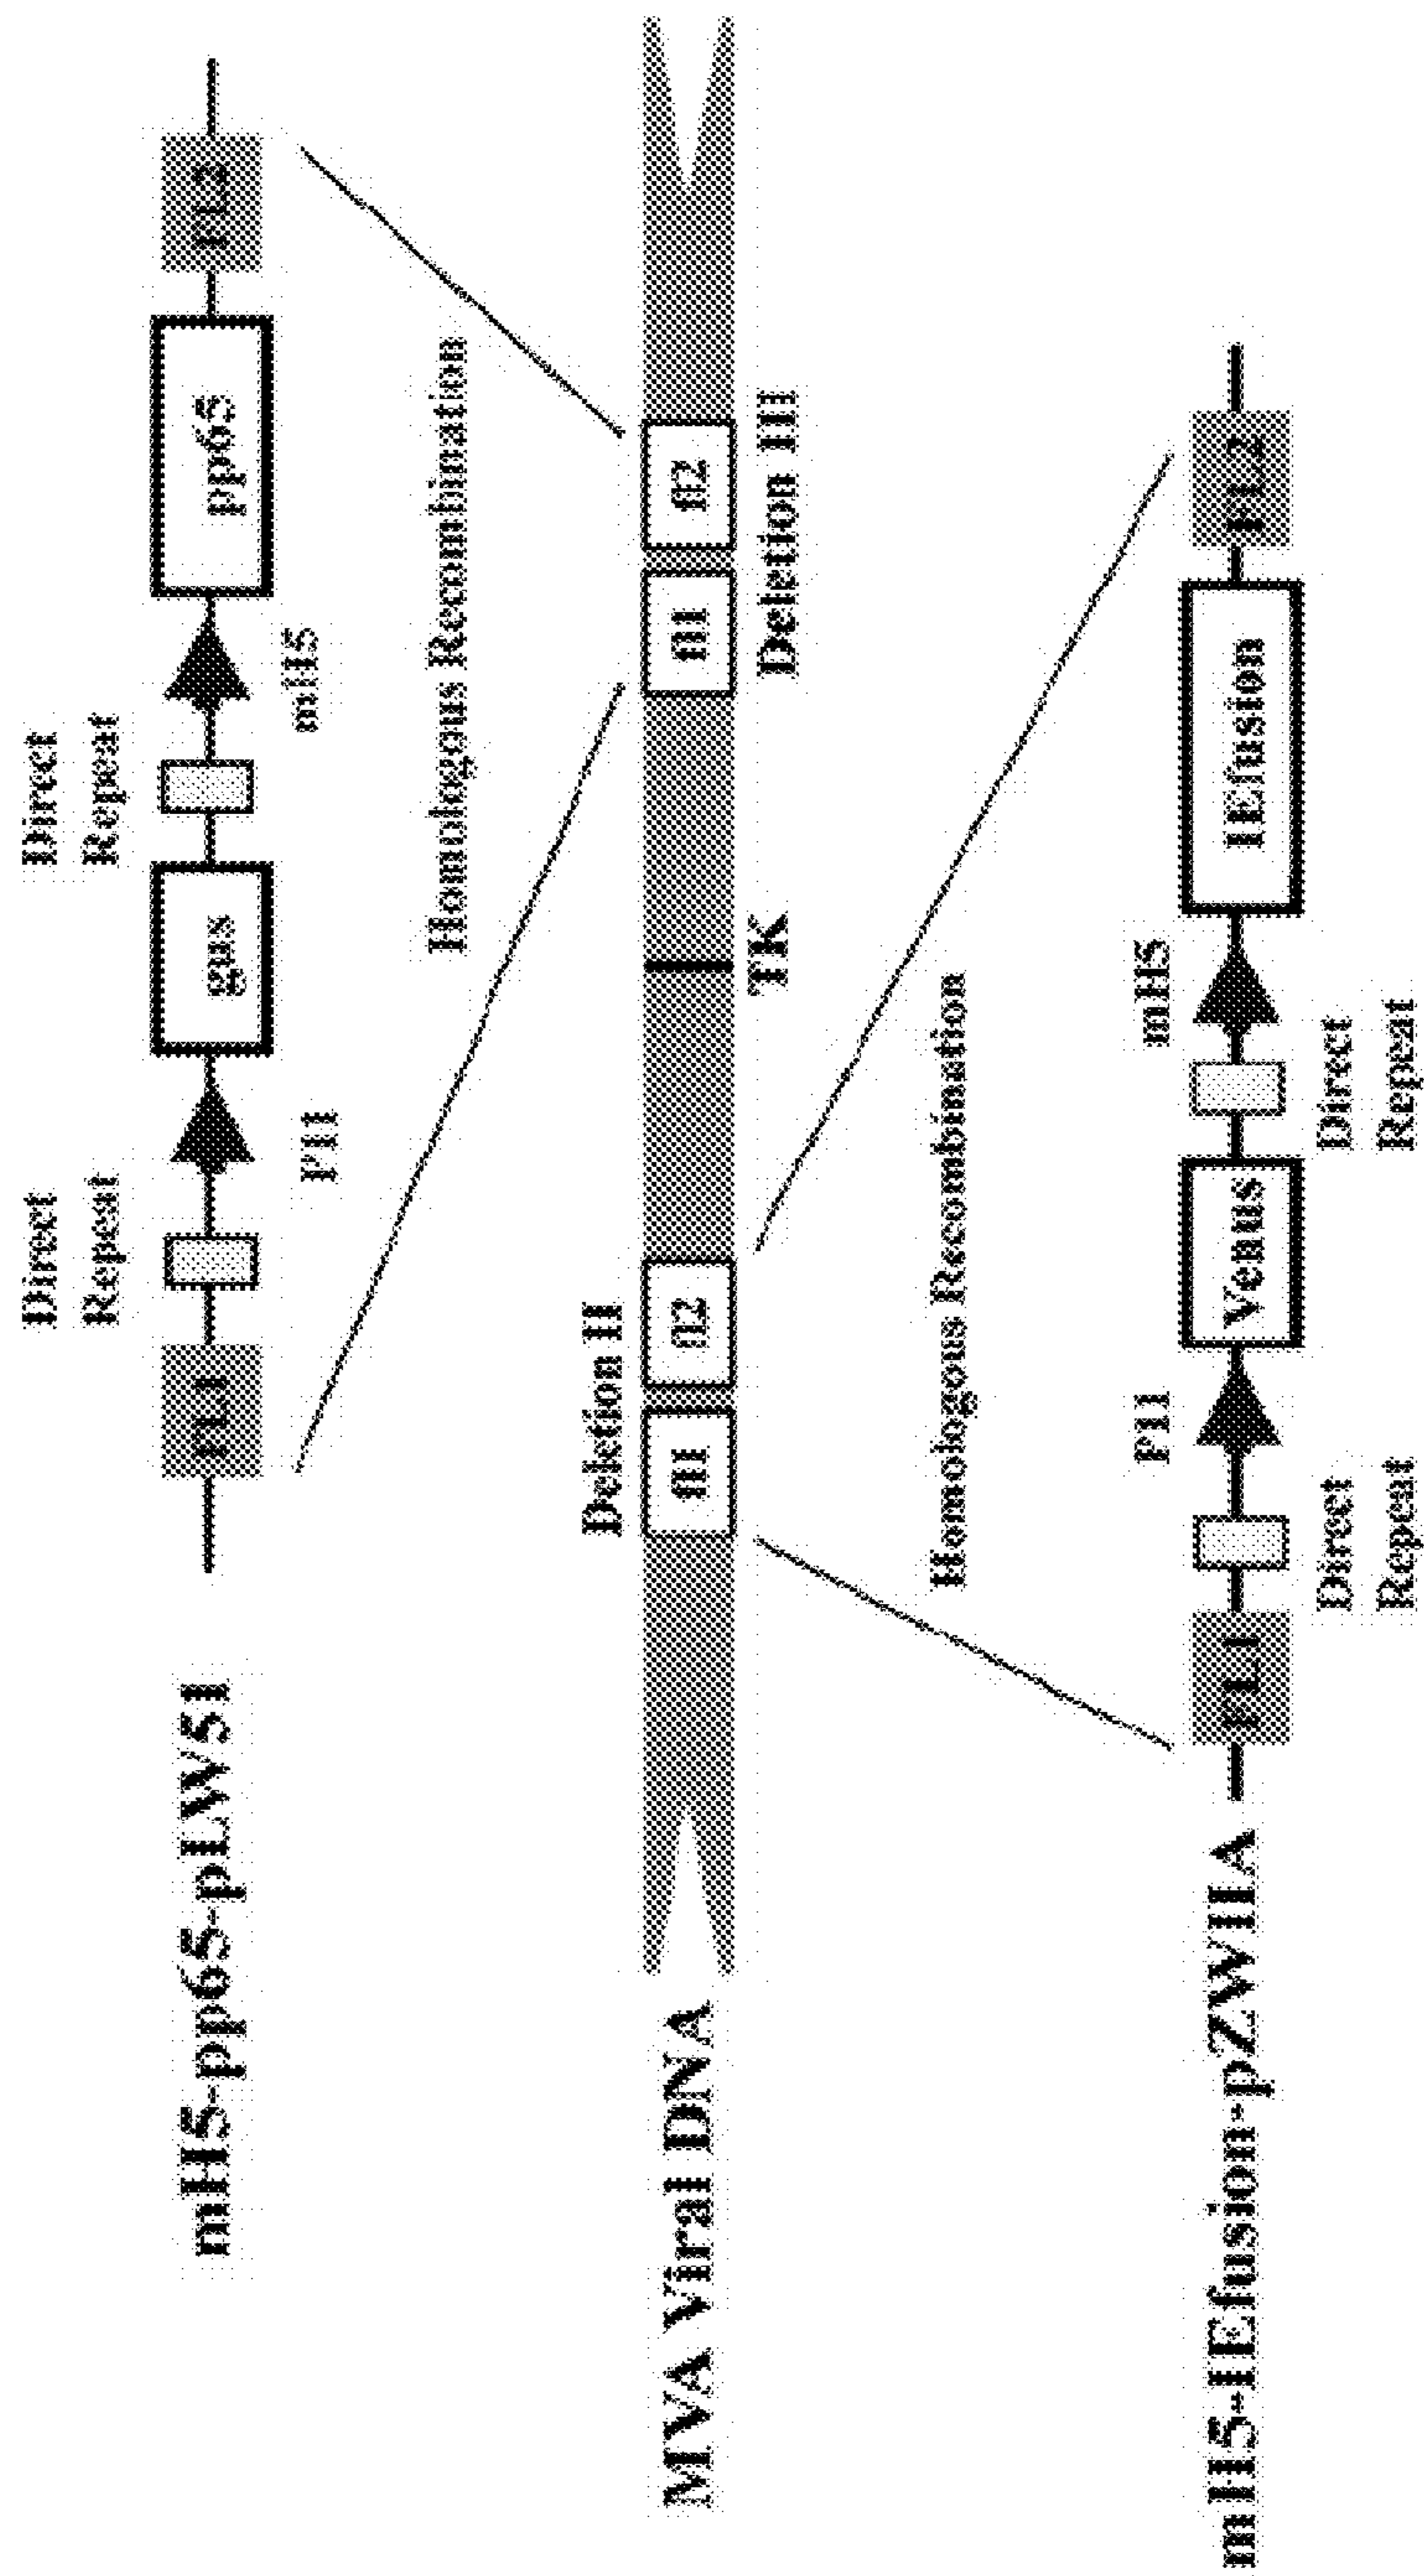 Direct
Repeat
Direct
Repeat
mH5-pp65-pLW51
FL1
gus
pp65
FL2
P11
mH5
Homologous Recombination
Deletion II
MVA Viral DNA
fl1
fl2
fl1
fl2
TK
Deletion III
Homologous Recombination
P11
mH5
mH5-IEfusion-pZWIIA
FL1
Venus
IEfusion
FL2
Direct
Repeat
Direct
Repeat